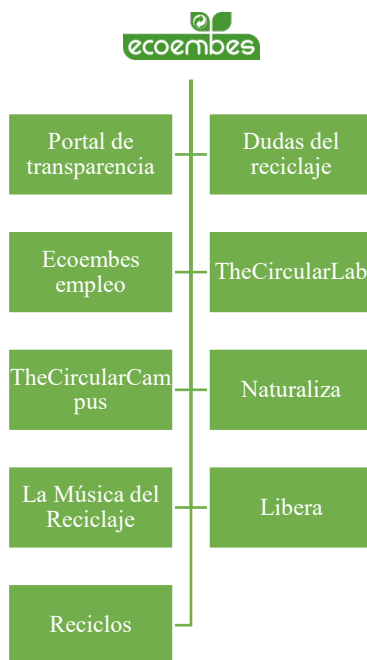 ecoembes
Portal de
transparencia
Dudas del
reciclaje
Ecoembes
empleo
TheCircularLab
TheCircularCam
pus
Naturaliza
La Música del
Reciclaje
Libera
Reciclos